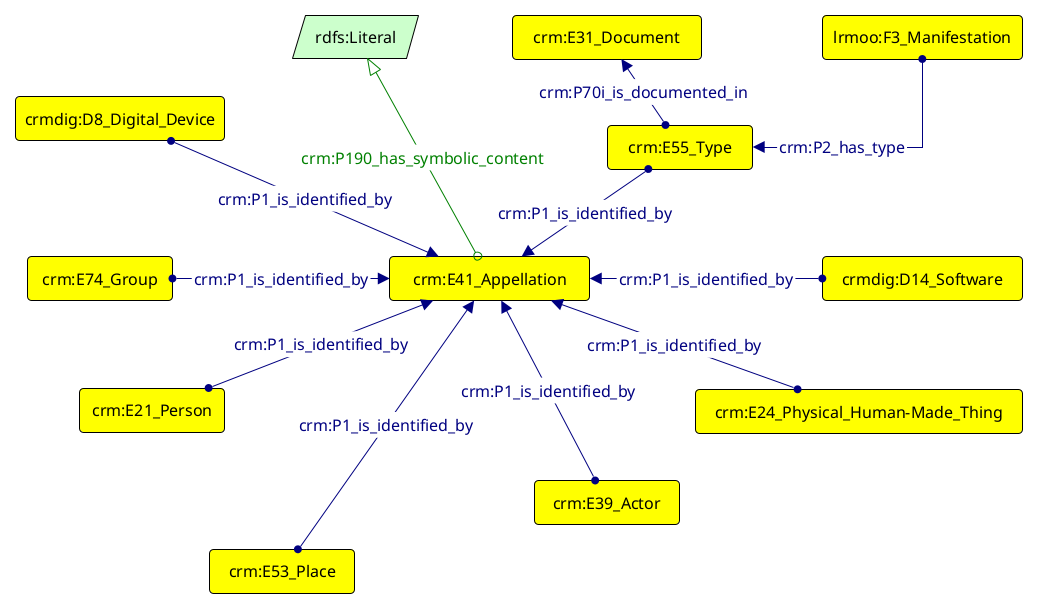 rdfs:Literal
crm:E31_Document
lrmoo:F3_Manifestation
crm:P70i_is_documented_in
crmdig:D8_Digital_Device
crm:E55_Type
crm:P2_has_type
crm:P190_has_symbolic_content
crm:P1_is_identified_by
crm:P1_is_identified_by
crm:E74_Group
crm:P1_is_identified_by
crm:E41_Appellation
crm:P1_is_identified_by
crmdig:D14_Software
crm:P1_is_identified_by
crm:P1_is_identified_by
crm:P1_is_identified_by
crm:E21_Person
crm:E24_Physical_Human-Made_Thing
crm:P1_is_identified_by
crm:E39_Actor
crm:E53_Place